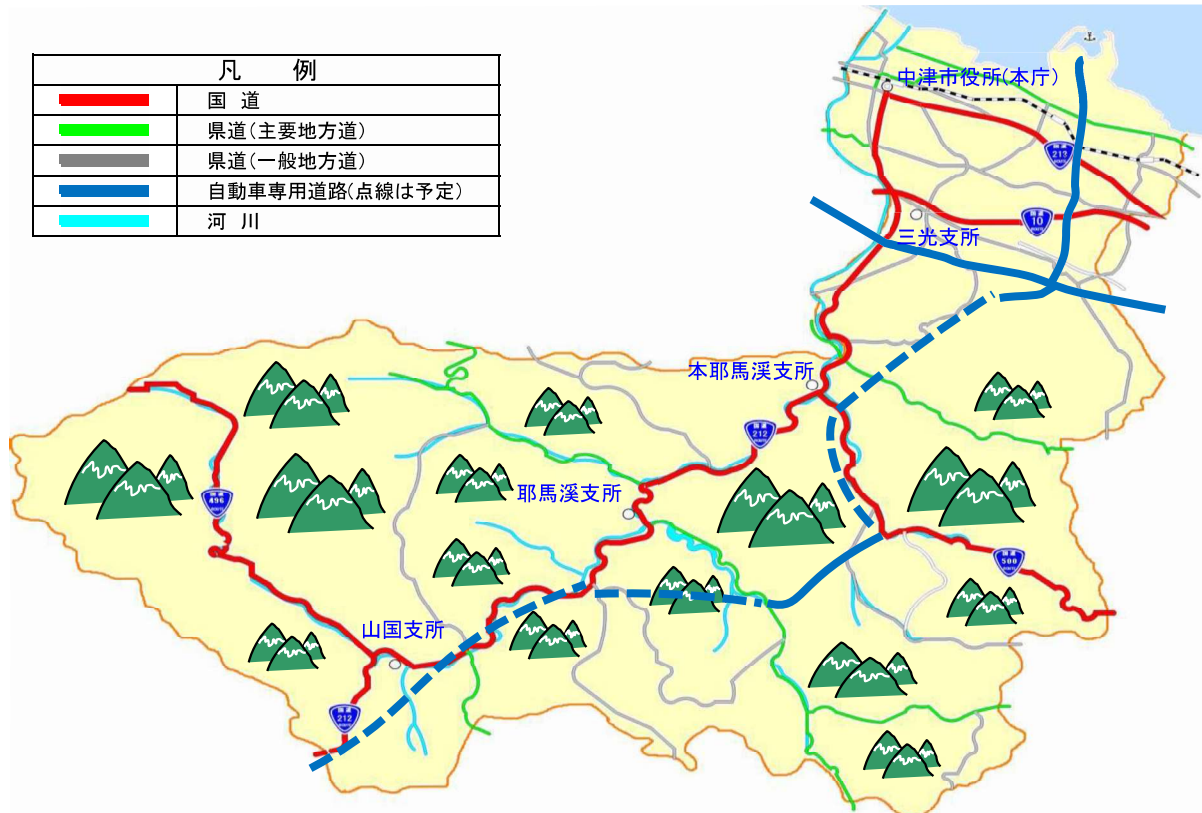 凡 例
国 道
県道(主要地方道)
県道(一般地方道)
自動車専用道路(点線は予定)
河 川
中津市役所(本庁)
213
10
三光支所
本耶馬溪支所
212
耶馬溪支所
496
500
山国支所
212